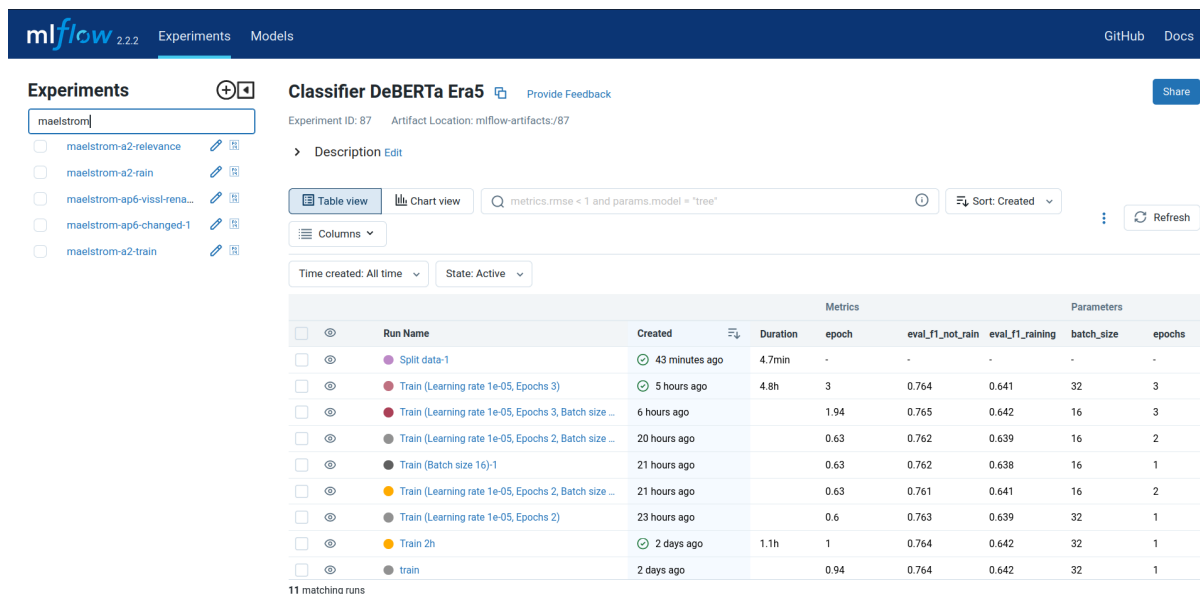 mlflow 2.2.2 Experiments Models GitHub Docs
Experiments
maelstrom
maelstrom-a2-relevance
maelstrom-a2-rain
maelstrom-ap6-vissl-rena...
maelstrom-ap6-changed-1
maelstrom-a2-train
Classifier DeBERTa Era5 Provide Feedback
Share
Experiment ID: 87 Artifact Location: mlflow-artifacts:/87
Description Edit
Table view Chart view metrics.rmse < 1 and params.model = "tree" Sort: Created
Refresh
Columns
Time created: All time State: Active
Metrics Parameters
Run Name Created Duration epoch eval_f1_not_rain eval_f1_raining batch_size epochs
Split data-1 43 minutes ago 4.7min - - - - -
Train (Learning rate 1e-05, Epochs 3) 5 hours ago 4.8h 3 0.764 0.641 32 3
Train (Learning rate 1e-05, Epochs 3, Batch size ... 6 hours ago 1.94 0.765 0.642 16 3
Train (Learning rate 1e-05, Epochs 2, Batch size ... 20 hours ago 0.63 0.762 0.639 16 2
Train (Batch size 16)-1 21 hours ago 0.63 0.762 0.638 16 1
Train (Learning rate 1e-05, Epochs 2, Batch size ... 21 hours ago 0.63 0.761 0.641 16 2
Train (Learning rate 1e-05, Epochs 2) 23 hours ago 0.6 0.763 0.639 32 1
Train 2h 2 days ago 1.1h 1 0.764 0.642 32 1
train 2 days ago 0.94 0.764 0.642 32 1
11 matching runs